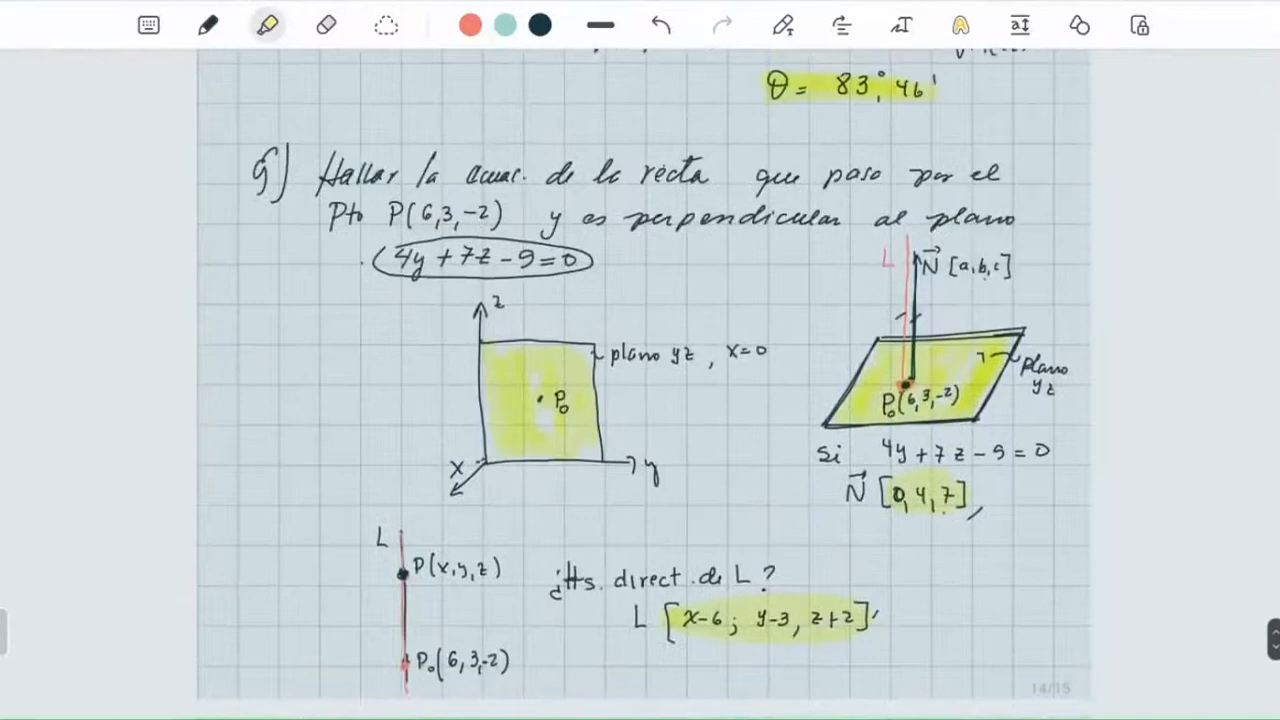 θ = 83° 46'
9) Hallar la ecuac. de la recta que pasa por el
Pto P(6,3,-2) y es perpendicular al plano
4y + 7z - 9 = 0
L
N⃗ [a,b,c]
z
plano yz, x=0
P₀
x
y
plano
yz
P₀(6,3,-2)
Si 4y + 7z - 9 = 0
N⃗ [0,4,7]
L
P(x,y,z)
P₀(6,3,-2)
¿#s. direct. de L?
L [x-6; y-3, z+2]
14/15